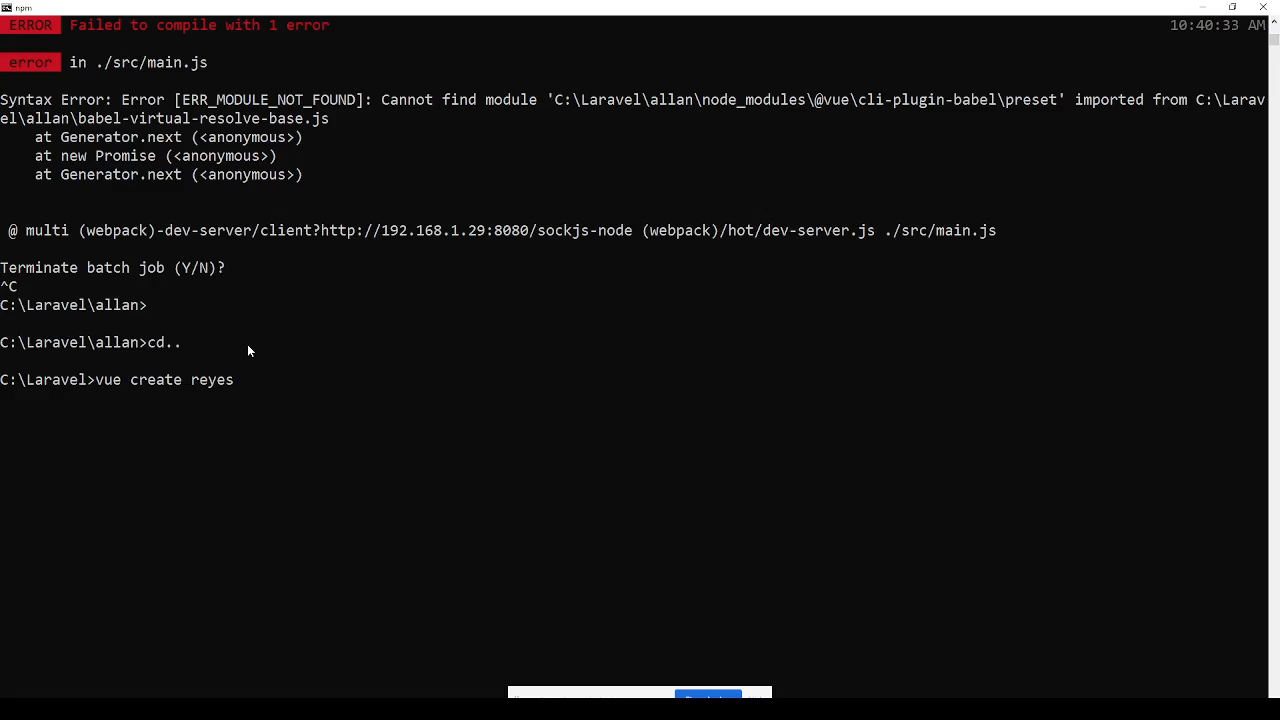 npm
ERROR Failed to compile with 1 error 10:40:33 AM
error in ./src/main.js
Syntax Error: Error [ERR_MODULE_NOT_FOUND]: Cannot find module 'C:\Laravel\allan\node_modules\@vue\cli-plugin-babel\preset' imported from C:\Larav
el\allan\babel-virtual-resolve-base.js
at Generator.next (<anonymous>)
at new Promise (<anonymous>)
at Generator.next (<anonymous>)
@ multi (webpack)-dev-server/client?http://192.168.1.29:8080/sockjs-node (webpack)/hot/dev-server.js ./src/main.js
Terminate batch job (Y/N)?
^C
C:\Laravel\allan>
C:\Laravel\allan>cd..
C:\Laravel>vue create reyes